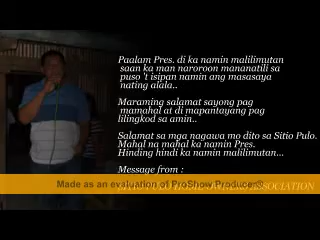 Paalam Pres. di ka namin malilimutan
saan ka man naroroon mananatili sa
puso 't isipan namin ang masasaya
nating alala..
Maraming salamat sayong pag
mamahal at di mapantayang pag
lilingkod sa amin..
Salamat sa mga nagawa mo dito sa Sitio Pulo.
Mahal na mahal ka namin Pres.
Hinding hindi ka namin malilimutan...
Message from :
Made as an evaluation of ProShow Producer®
ASSOCIATION